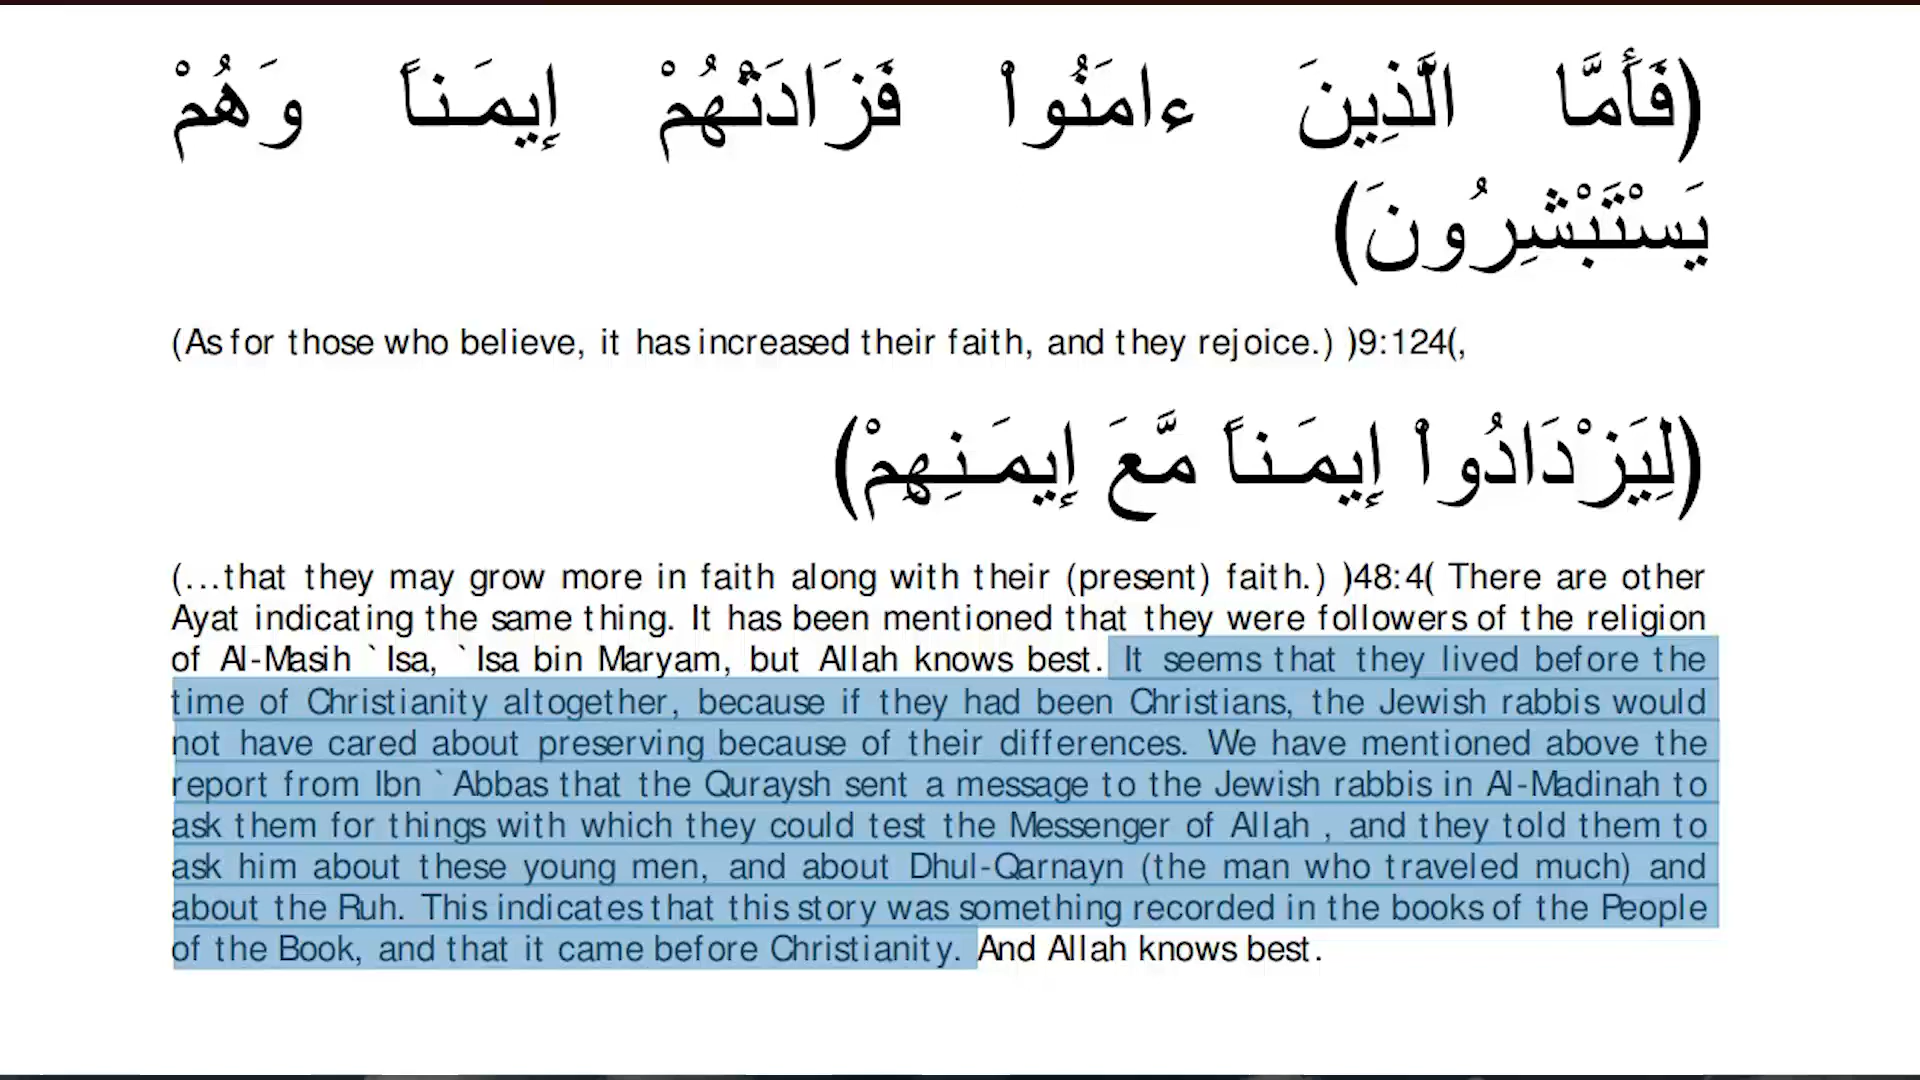 (فَأَمَّا الَّذِينَ ءامَنُواْ فَزَادَتْهُمْ إِيمَـناً وَهُمْ
يَسْتَبْشِرُونَ)
(As for those who believe, it has increased their faith, and they rejoice.) )9:124(,
(لِيَزْدَادُواْ إِيمَـناً مَّعَ إِيمَـنِهِمْ)
(...that they may grow more in faith along with their (present) faith.) )48:4( There are other
Ayat indicating the same thing. It has been mentioned that they were followers of the religion
of Al-Masih `Isa, `Isa bin Maryam, but Allah knows best. It seems that they lived before the
time of Christianity altogether, because if they had been Christians, the Jewish rabbis would
not have cared about preserving because of their differences. We have mentioned above the
report from Ibn `Abbas that the Quraysh sent a message to the Jewish rabbis in Al-Madinah to
ask them for things with which they could test the Messenger of Allah , and they told them to
ask him about these young men, and about Dhul-Qarnayn (the man who traveled much) and
about the Ruh. This indicates that this story was something recorded in the books of the People
of the Book, and that it came before Christianity. And Allah knows best.